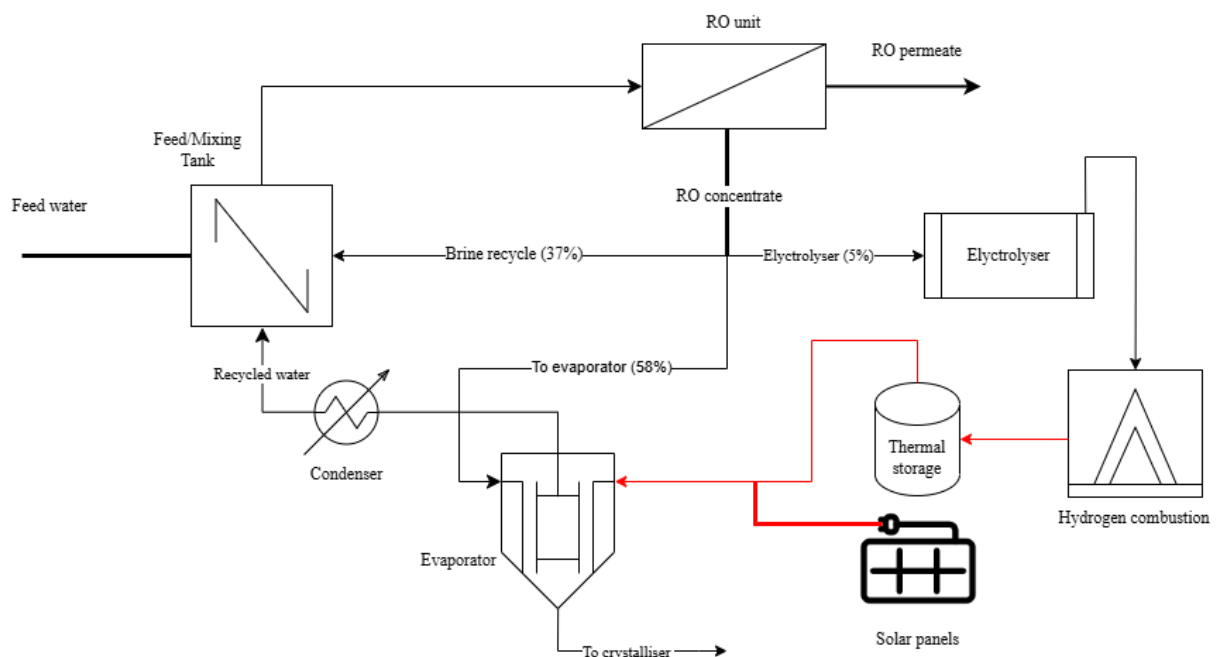 RO unit
RO permeate
Feed/Mixing
Tank
Feed water
RO concentrate
Brine recycle (37%)
Elyctrolyser (5%)
Elyctrolyser
To evaporator (58%)
Recycled water
Condenser
Thermal
storage
Hydrogen combustion
Evaporator
Solar panels
To crystalliser